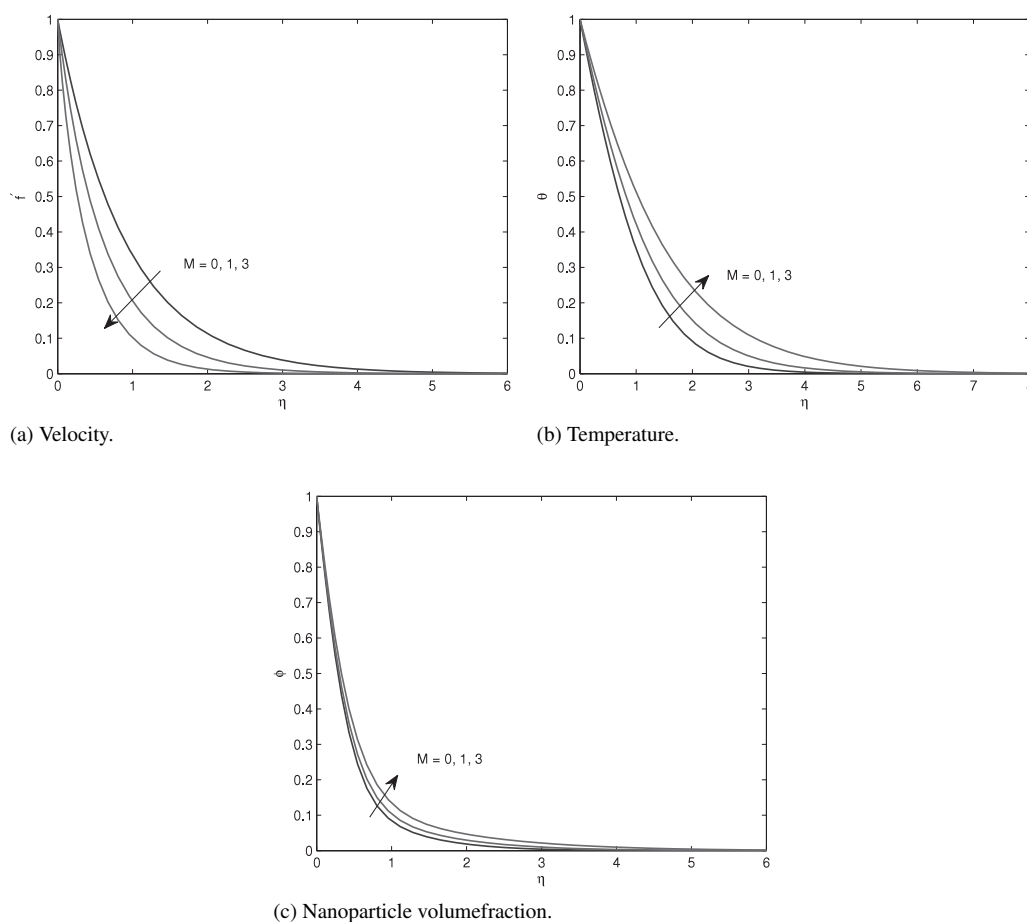 1
0.9
0.8
0.7
0.6
0.5
0.4
0.3
0.2
0.1
0
f′
M = 0, 1, 3
0 1 2 3 4 5 6
η
(a) Velocity.
1
0.9
0.8
0.7
0.6
0.5
0.4
0.3
0.2
0.1
0
θ
M = 0, 1, 3
0 1 2 3 4 5 6 7
η
(b) Temperature.
1
0.9
0.8
0.7
0.6
0.5
0.4
0.3
0.2
0.1
0
ϕ
M = 0, 1, 3
0 1 2 3 4 5 6
η
(c) Nanoparticle volumefraction.